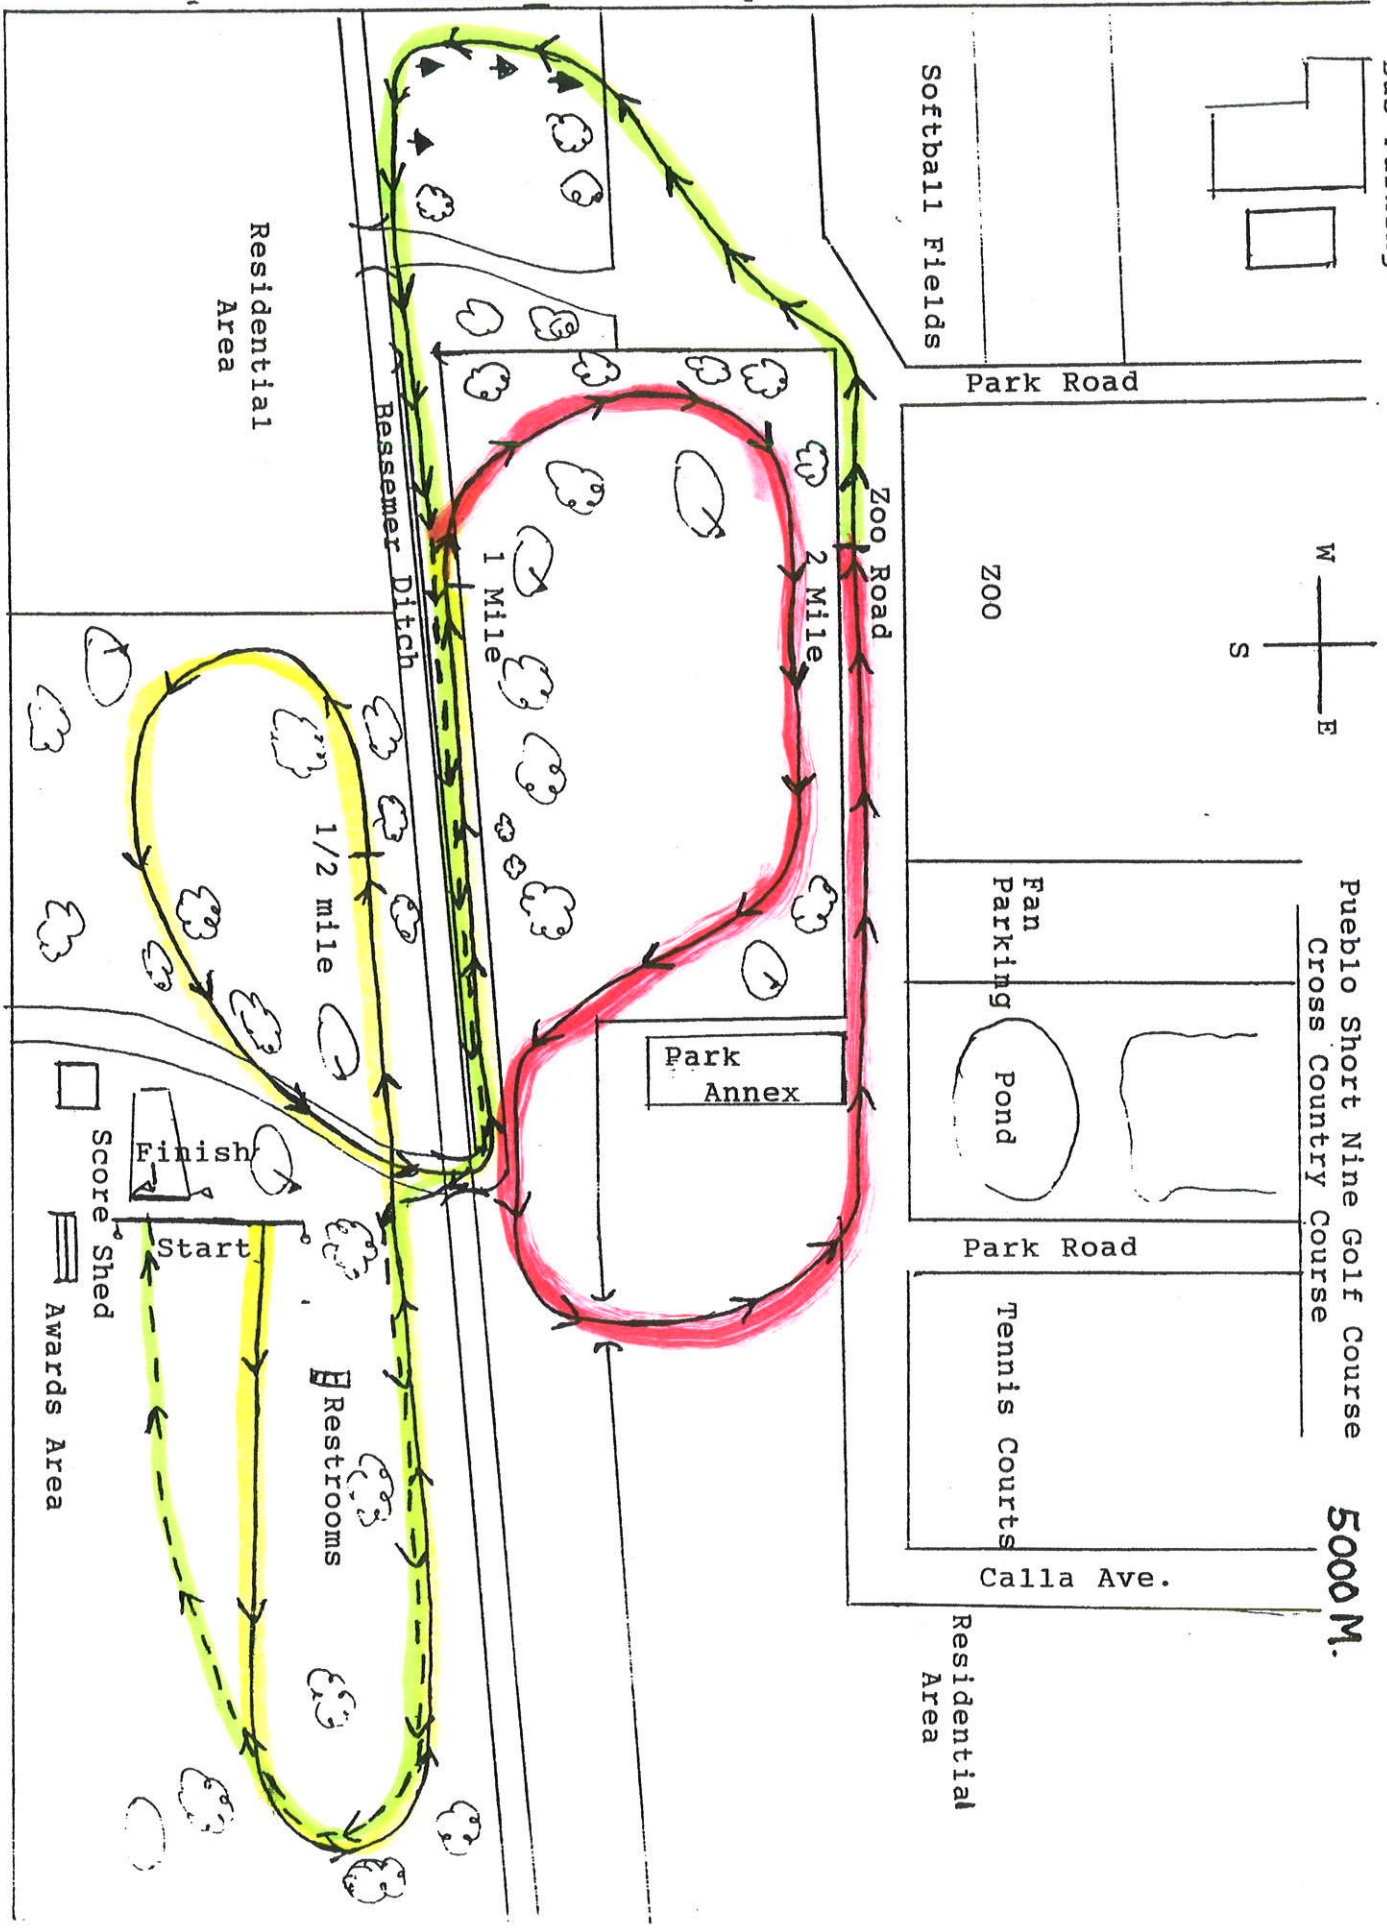 Pueblo Short Nine Golf Course
Cross Country Course
5000 M.
Softball Fields
Park Road
W
S
E
Zoo
Zoo Road
Fan
Parking
Pond
Park Road
Tennis Courts
Calla Ave.
Residential
Area
2 Mile
Park
Annex
1 Mile
Bessemer Ditch
Residential
Area
1/2 mile
Finish
Start
Score Shed
Awards Area
Restrooms